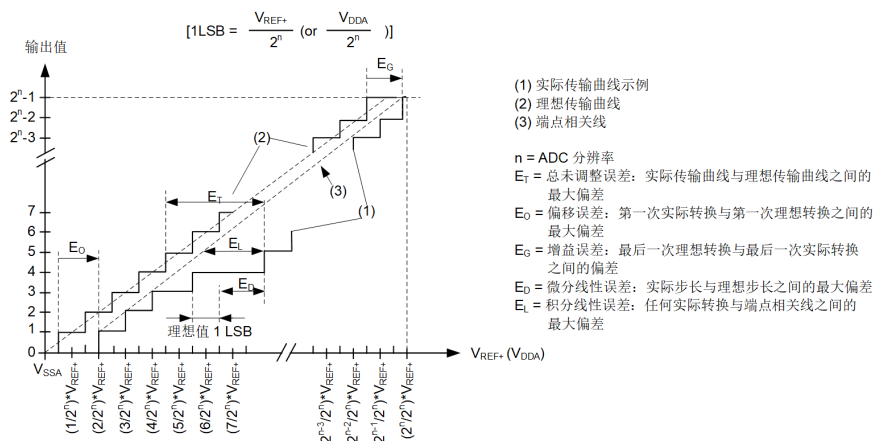 [1LSB = V_REF+ / 2^n (or V_DDA / 2^n )]
输出值
E_G
2^n-1
2^n-2
2^n-3
(2)
(3)
7
6
5
4
3
2
1
0
E_T
(1)
E_O
E_L
E_D
理想值 1 LSB
V_SSA
(1/2^n)*V_REF+
(2/2^n)*V_REF+
(3/2^n)*V_REF+
(4/2^n)*V_REF+
(5/2^n)*V_REF+
(6/2^n)*V_REF+
(7/2^n)*V_REF+
(2^n-3/2^n)*V_REF+
(2^n-2/2^n)*V_REF+
(2^n-1/2^n)*V_REF+
(2^n/2^n)*V_REF+
V_REF+ (V_DDA)
(1) 实际传输曲线示例
(2) 理想传输曲线
(3) 端点相关线
n = ADC 分辨率
E_T = 总未调整误差：实际传输曲线与理想传输曲线之间的
最大偏差
E_O = 偏移误差：第一次实际转换与第一次理想转换之间的
最大偏差
E_G = 增益误差：最后一次理想转换与最后一次实际转换
之间的偏差
E_D = 微分线性误差：实际步长与理想步长之间的最大偏差
E_L = 积分线性误差：任何实际转换与端点相关线之间的
最大偏差